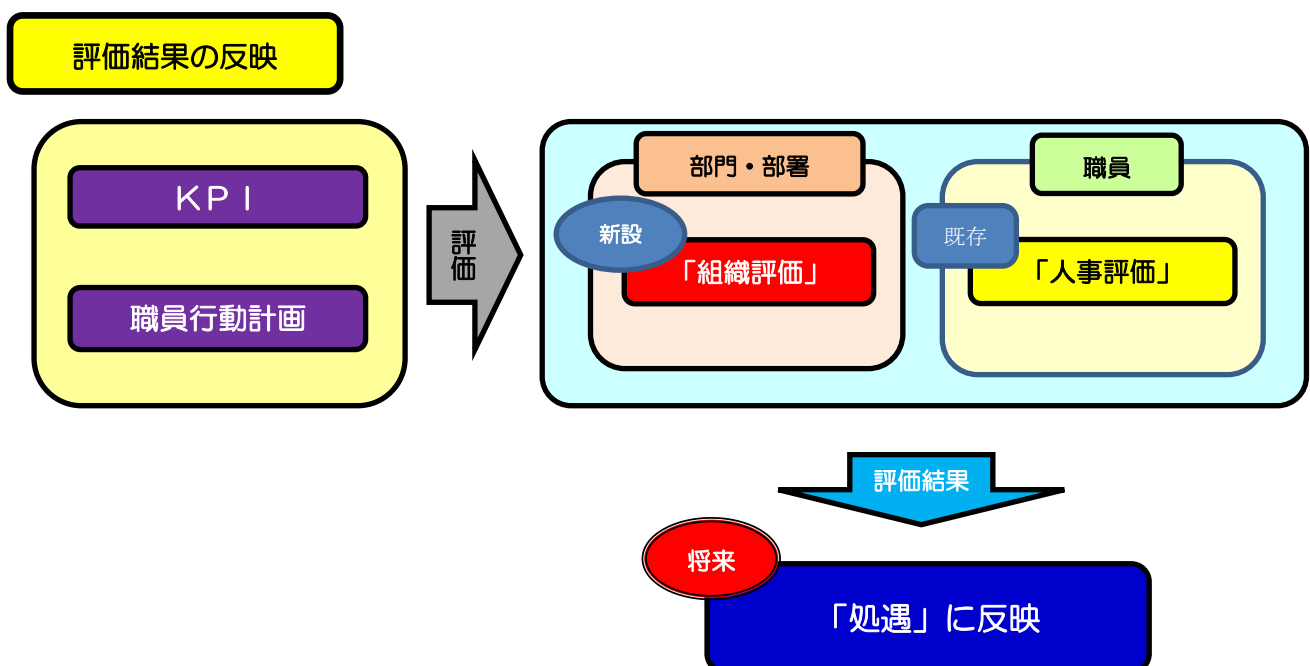 評価結果の反映
ＫＰＩ
職員行動計画
評価
部門・部署
新設
「組織評価」
職員
既存
「人事評価」
評価結果
将来
「処遇」に反映